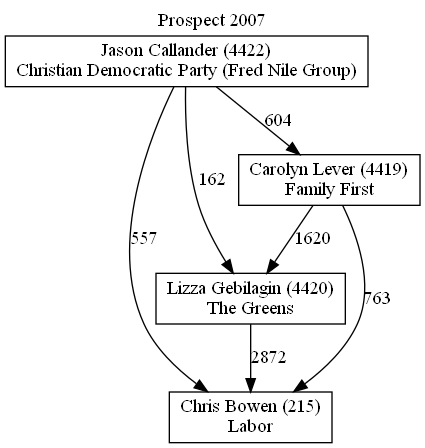 Prospect 2007
Jason Callander (4422)
Christian Democratic Party (Fred Nile Group)
604
Carolyn Lever (4419)
Family First
162
557
1620
763
Lizza Gebilagin (4420)
The Greens
2872
Chris Bowen (215)
Labor